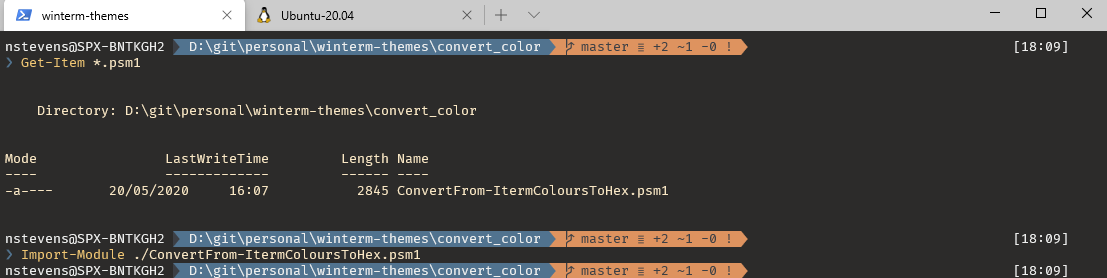 winterm-themes Ubuntu-20.04
nstevens@SPX-BNTKGH2 D:\git\personal\winterm-themes\convert_color master ≡ +2 ~1 -0 ! [18:09]
❯ Get-Item *.psm1
Directory: D:\git\personal\winterm-themes\convert_color
Mode LastWriteTime Length Name
---- ------------- ------ ----
-a---- 20/05/2020 16:07 2845 ConvertFrom-ItermColoursToHex.psm1
nstevens@SPX-BNTKGH2 D:\git\personal\winterm-themes\convert_color master ≡ +2 ~1 -0 ! [18:09]
❯ Import-Module ./ConvertFrom-ItermColoursToHex.psm1
nstevens@SPX-BNTKGH2 D:\git\personal\winterm-themes\convert_color master ≡ +2 ~1 -0 ! [18:09]